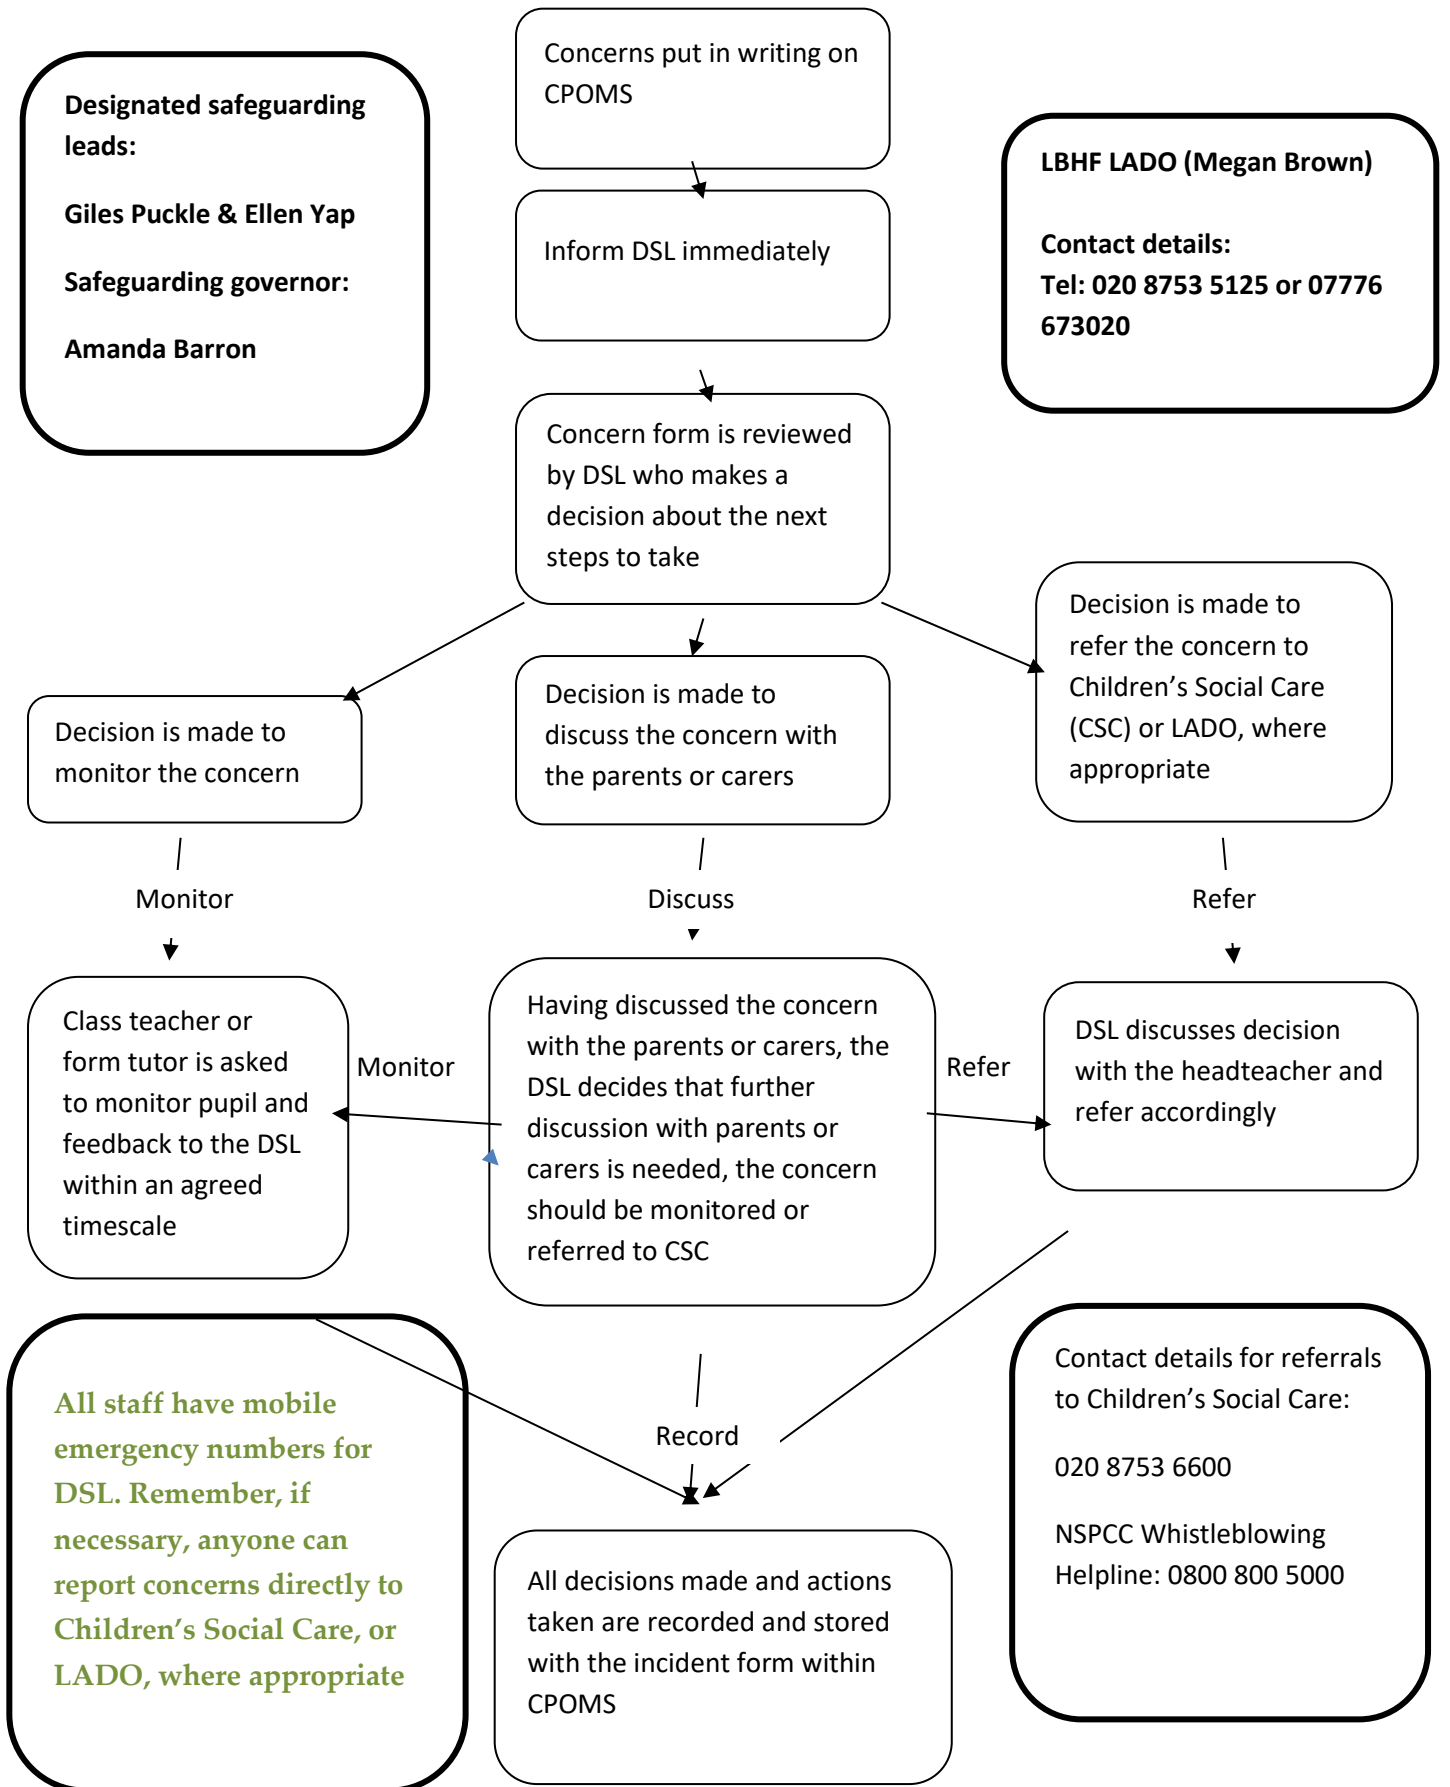 Concerns put in writing on
CPOMS
Designated safeguarding
leads:
Giles Puckle & Ellen Yap
Safeguarding governor:
Amanda Barron
LBHF LADO (Megan Brown)
Contact details:
Tel: 020 8753 5125 or 07776
673020
Inform DSL immediately
Concern form is reviewed
by DSL who makes a
decision about the next
steps to take
Decision is made to
monitor the concern
Decision is made to
discuss the concern with
the parents or carers
Decision is made to
refer the concern to
Children’s Social Care
(CSC) or LADO, where
appropriate
Monitor
Discuss
Refer
Class teacher or
form tutor is asked
to monitor pupil and
feedback to the DSL
within an agreed
timescale
Monitor
Having discussed the concern
with the parents or carers, the
DSL decides that further
discussion with parents or
carers is needed, the concern
should be monitored or
referred to CSC
Refer
DSL discusses decision
with the headteacher and
refer accordingly
All staff have mobile
emergency numbers for
DSL. Remember, if
necessary, anyone can
report concerns directly to
Children’s Social Care, or
LADO, where appropriate
Record
All decisions made and actions
taken are recorded and stored
with the incident form within
CPOMS
Contact details for referrals
to Children’s Social Care:
020 8753 6600
NSPCC Whistleblowing
Helpline: 0800 800 5000